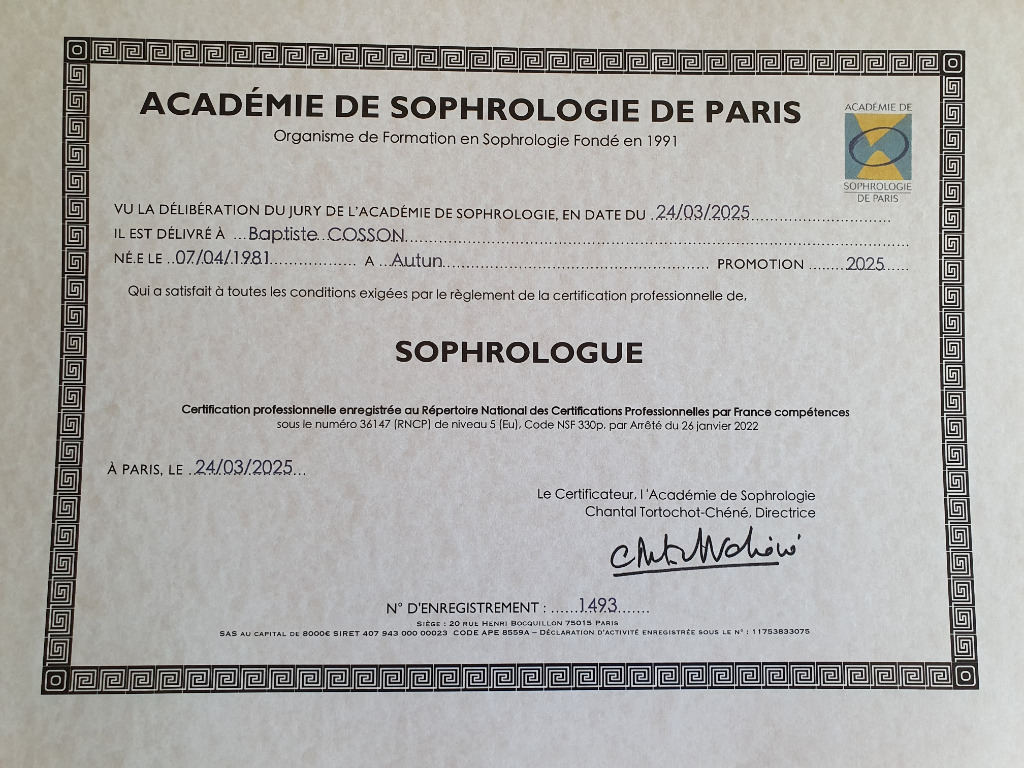 ACADÉMIE DE SOPHROLOGIE DE PARIS
Organisme de Formation en Sophrologie Fondé en 1991
ACADÉMIE DE
SOPHROLOGIE
DE PARIS
VU LA DÉLIBÉRATION DU JURY DE L'ACADÉMIE DE SOPHROLOGIE, EN DATE DU 24/03/2025
IL EST DÉLIVRÉ À Baptiste COSSON
NÉ.E LE 07/04/1981 A Autun PROMOTION 2025
Qui a satisfait à toutes les conditions exigées par le règlement de la certification professionnelle de,
SOPHROLOGUE
Certification professionnelle enregistrée au Répertoire National des Certifications Professionnelles par France compétences
sous le numéro 36147 (RNCP) de niveau 5 (Eu), Code NSF 330p, par Arrêté du 26 janvier 2022
À PARIS, LE 24/03/2025
Le Certificateur, l 'Académie de Sophrologie
Chantal Tortochot-Chéné, Directrice
N° D'ENREGISTREMENT : 1.493
SIÈGE : 20 RUE HENRI BOCQUILLON 75015 PARIS
SAS AU CAPITAL DE 8000€ SIRET 407 943 000 00023 CODE APE 8559A – DÉCLARATION D'ACTIVITÉ ENREGISTRÉE SOUS LE N° : 11753833075